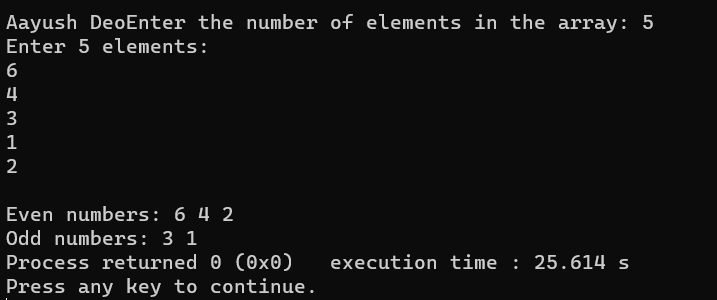 Aayush DeoEnter the number of elements in the array: 5
Enter 5 elements:
6
4
3
1
2
Even numbers: 6 4 2
Odd numbers: 3 1
Process returned 0 (0x0)   execution time : 25.614 s
Press any key to continue.